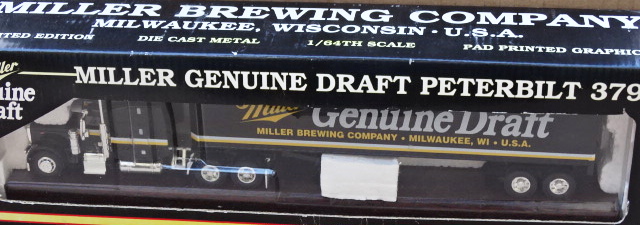 MILLER BREWING COMPANY
MILWAUKEE, WISCONSIN • U.S.A.
DIE CAST METAL 1/64TH SCALE PAD PRINTED GRAPHIC
MILLER GENUINE DRAFT PETERBILT 379
Miller Genuine Draft
MILLER BREWING COMPANY • MILWAUKEE, WI • U.S.A.